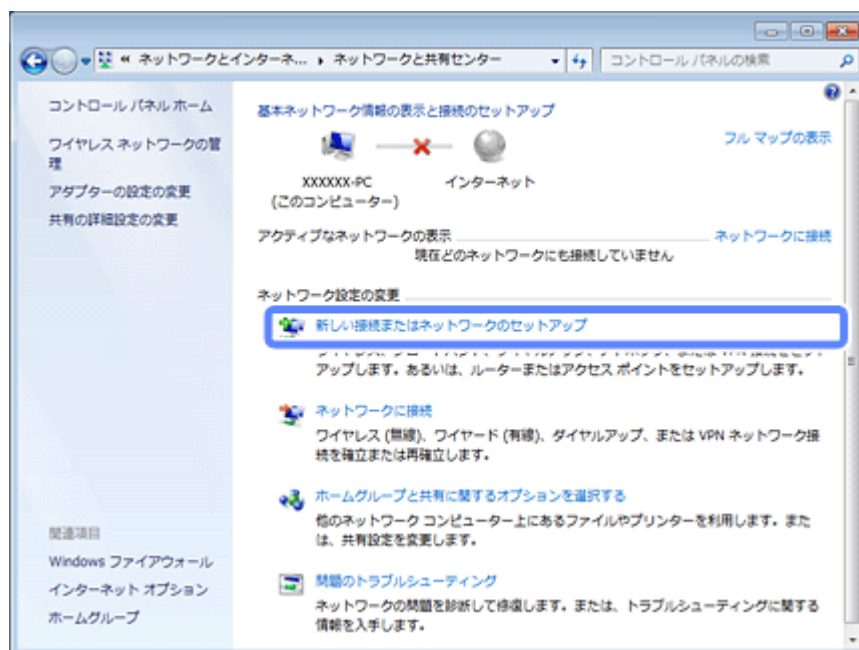 « ネットワークとインターネ... ▸ ネットワークと共有センター
コントロール パネルの検索
コントロール パネル ホーム
ワイヤレス ネットワークの管
理
アダプターの設定の変更
共有の詳細設定の変更
基本ネットワーク情報の表示と接続のセットアップ
フル マップの表示
XXXXXX-PC
(このコンピューター)
インターネット
アクティブなネットワークの表示
ネットワークに接続
現在どのネットワークにも接続していません
ネットワーク設定の変更
新しい接続またはネットワークのセットアップ
アップします。あるいは、ルーターまたはアクセス ポイントをセットアップします。
ネットワークに接続
ワイヤレス (無線)、ワイヤード (有線)、ダイヤルアップ、または VPN ネットワーク接
続を確立または再確立します。
ホームグループと共有に関するオプションを選択する
他のネットワーク コンピューター上にあるファイルやプリンターを利用します。また
は、共有設定を変更します。
問題のトラブルシューティング
ネットワークの問題を診断して修復します。または、トラブルシューティングに関する
情報を入手します。
関連項目
Windows ファイアウォール
インターネット オプション
ホームグループ